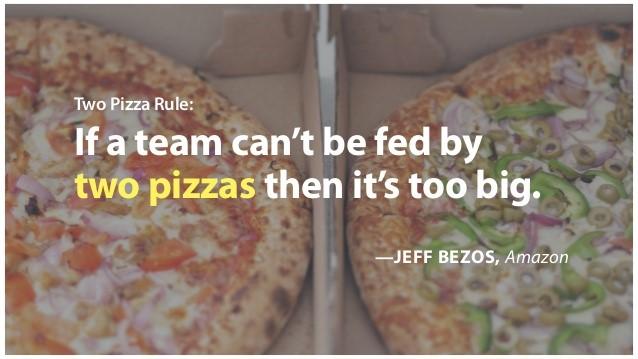 Two Pizza Rule:
If a team can’t be fed by
two pizzas then it’s too big.
—JEFF BEZOS, Amazon